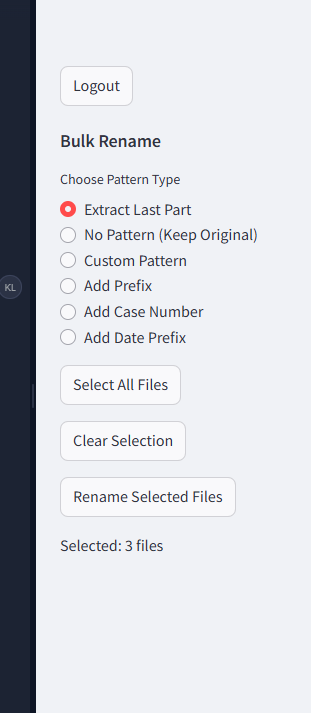 Logout
Bulk Rename
Choose Pattern Type
Extract Last Part
No Pattern (Keep Original)
Custom Pattern
KL
Add Prefix
Add Case Number
Add Date Prefix
Select All Files
Clear Selection
Rename Selected Files
Selected: 3 files